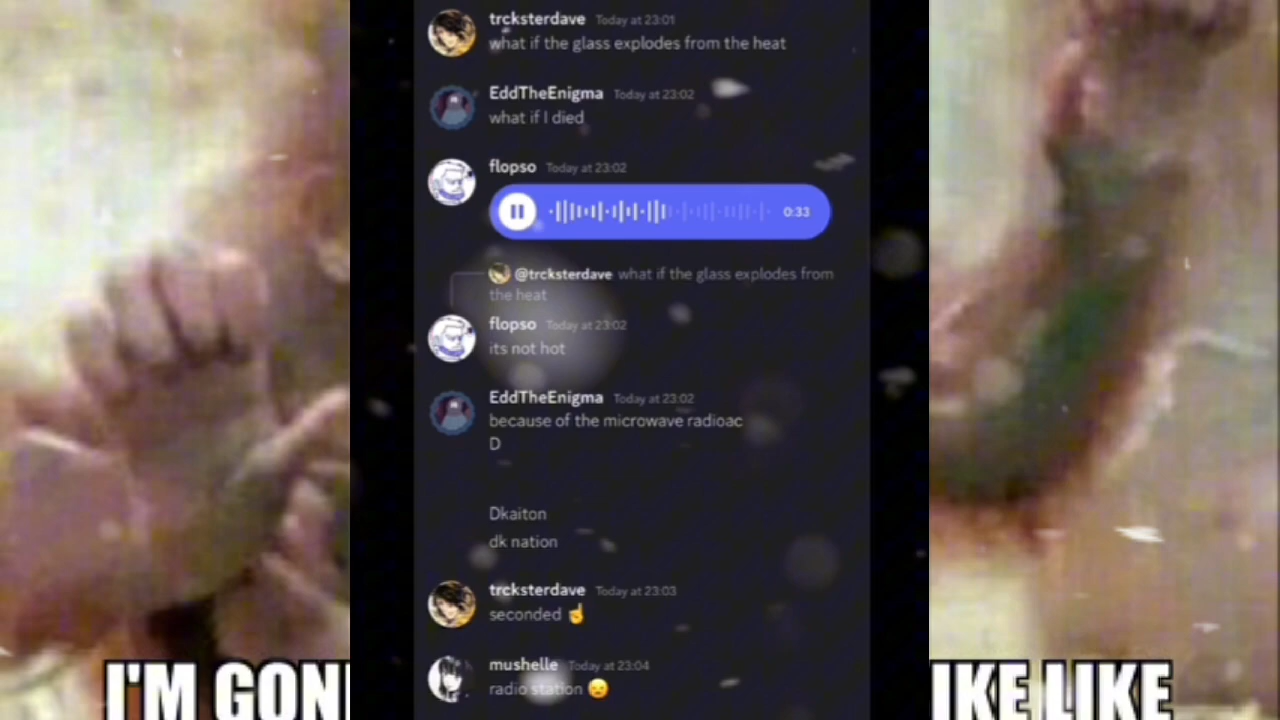 trcksterdave Today at 23:01
what if the glass explodes from the heat
EddTheEnigma Today at 23:02
what if I died
flopso Today at 23:02
0:33
@trcksterdave what if the glass explodes from
the heat
flopso Today at 23:02
its not hot
EddTheEnigma Today at 23:02
because of the microwave radioac
D
Dkaiton
dk nation
trcksterdave Today at 23:03
seconded ☝️
mushelle Today at 23:04
radio station 😉
I'M GON
IKE LIKE